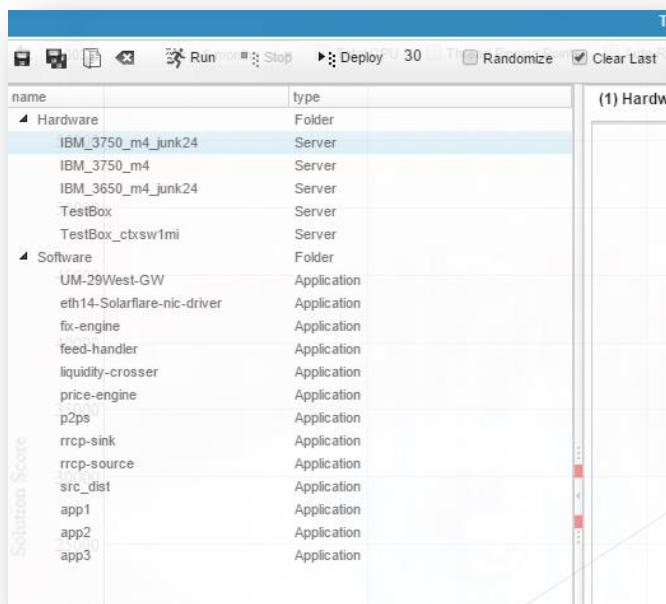 T
Run Stop Deploy 30 Randomize Clear Last
name type
(1) Hardw
Hardware Folder
IBM_3750_m4_junk24 Server
IBM_3750_m4 Server
IBM_3650_m4_junk24 Server
TestBox Server
TestBox_ctxsw1mi Server
Software Folder
UM-29West-GW Application
eth14-Solarflare-nic-driver Application
fix-engine Application
feed-handler Application
liquidity-crosser Application
price-engine Application
p2ps Application
rrcp-sink Application
rrcp-source Application
src_dist Application
app1 Application
app2 Application
app3 Application
Solution Score